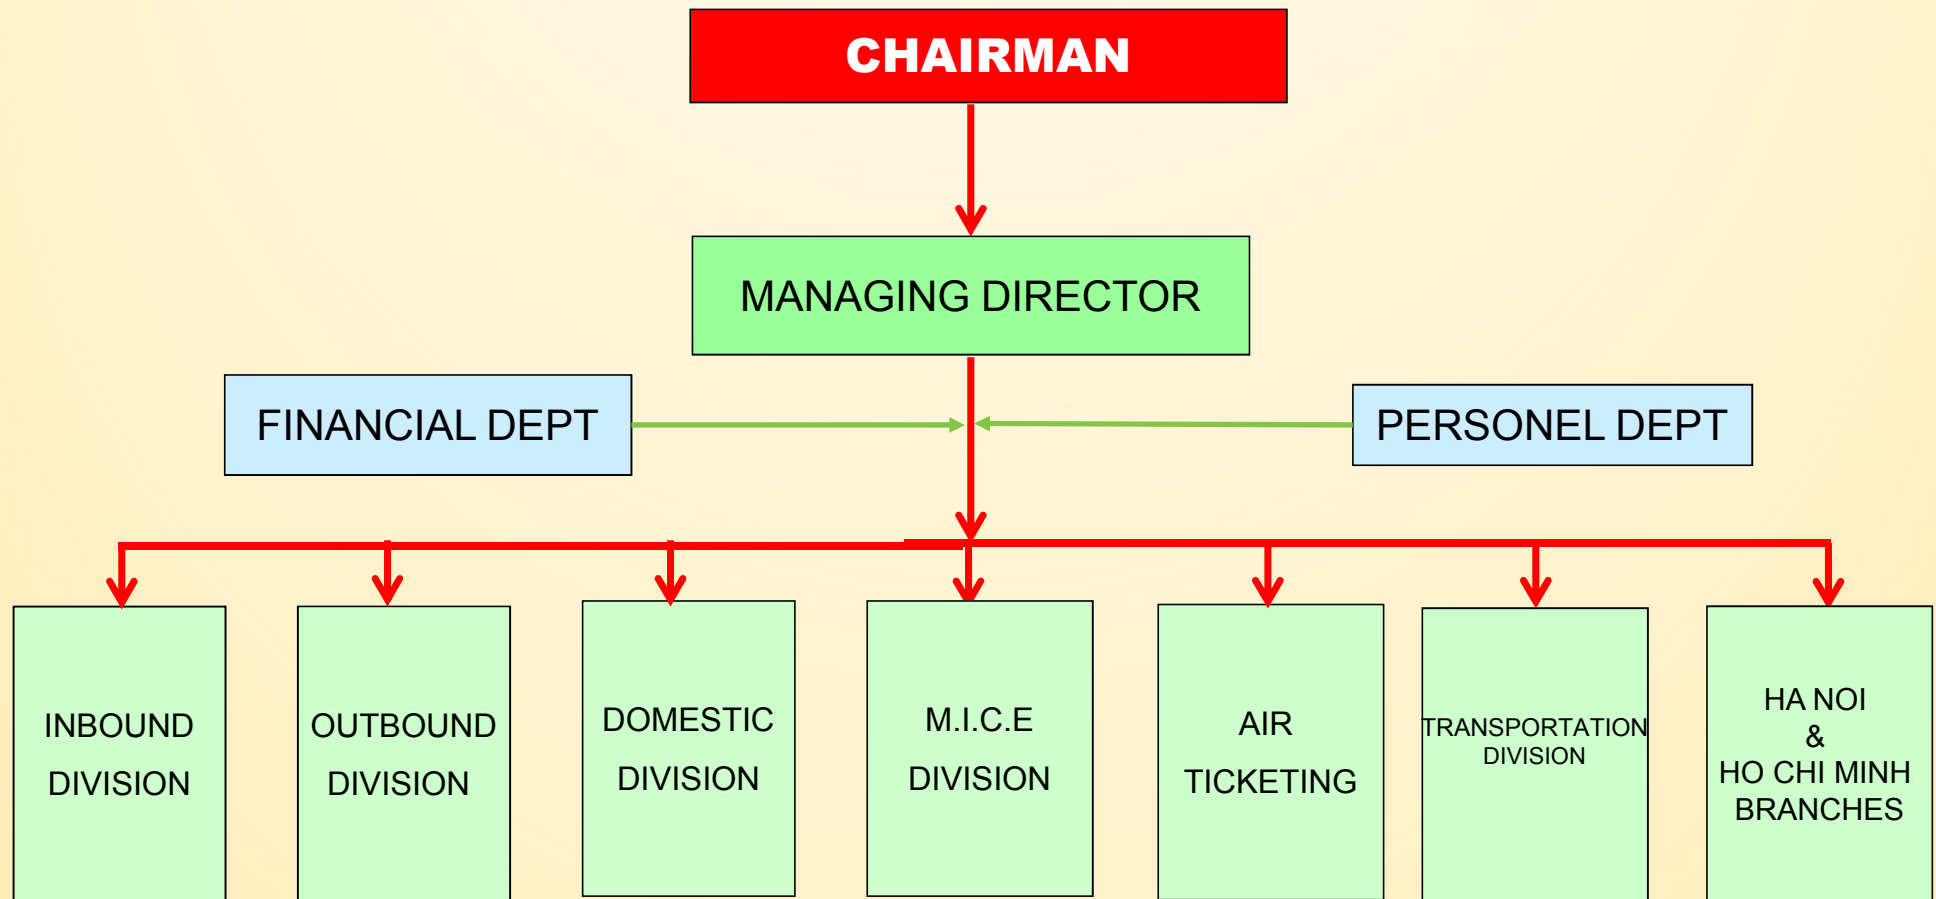 CHAIRMAN
MANAGING DIRECTOR
FINANCIAL DEPT
PERSONEL DEPT
INBOUND
DIVISION
OUTBOUND
DIVISION
DOMESTIC
DIVISION
M.I.C.E
DIVISION
AIR
TICKETING
TRANSPORTATION
DIVISION
HA NOI
&
HO CHI MINH
BRANCHES